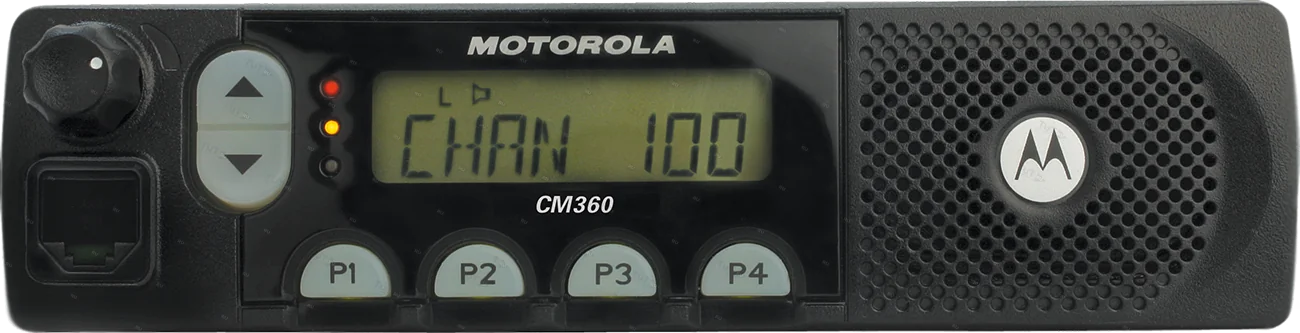 MOTOROLA
L
CHAN 100
CM360
P1 P2 P3 P4